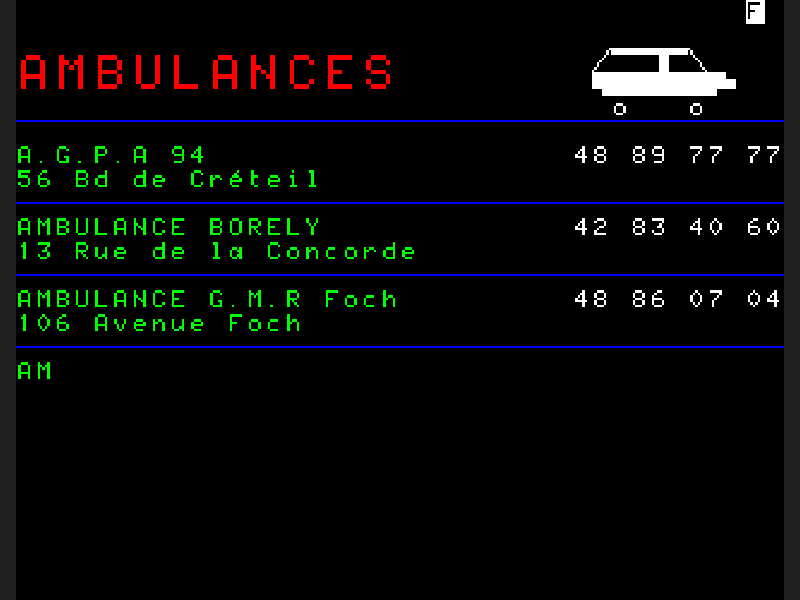 F
AMBULANCES
A.G.P.A 94 48 89 77 77
56 Bd de Créteil
AMBULANCE BORELY 42 83 40 60
13 Rue de la Concorde
AMBULANCE G.M.R Foch 48 86 07 04
106 Avenue Foch
AM